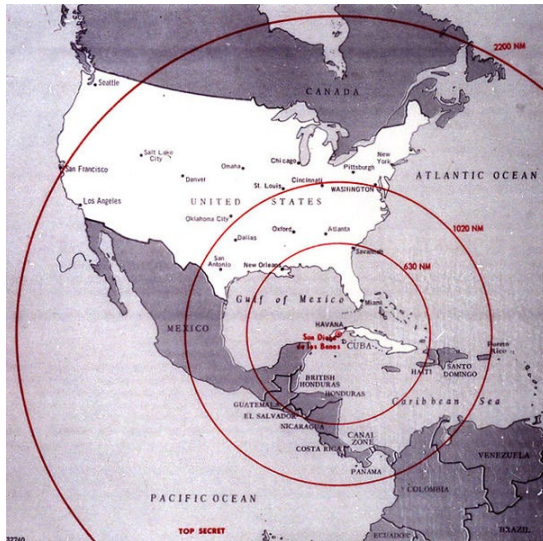 2200 NM
CANADA
Seattle
Salt Lake
City
Omaha
Chicago
Pittsburgh
New
York
San Francisco
Denver
St. Louis
Cincinnati
WASHINGTON
ATLANTIC OCEAN
UNITED STATES
Los Angeles
Oklahoma City
Oxford
Atlanta
1020 NM
Dallas
Savannah
San
Antonio
New Orleans
630 NM
Gulf of Mexico
Miami
MEXICO
HAVANA
San Diego
de los Banos
CUBA
Puerto
Rico
HAITI
SANTO
DOMINGO
BRITISH
HONDURAS
HONDURAS
Caribbean Sea
GUATEMALA
EL SALVADOR
NICARAGUA
CANAL
ZONE
COSTA RICA
PANAMA
VENEZUELA
COLOMBIA
PACIFIC OCEAN
BRAZIL
TOP SECRET
ECUADOR